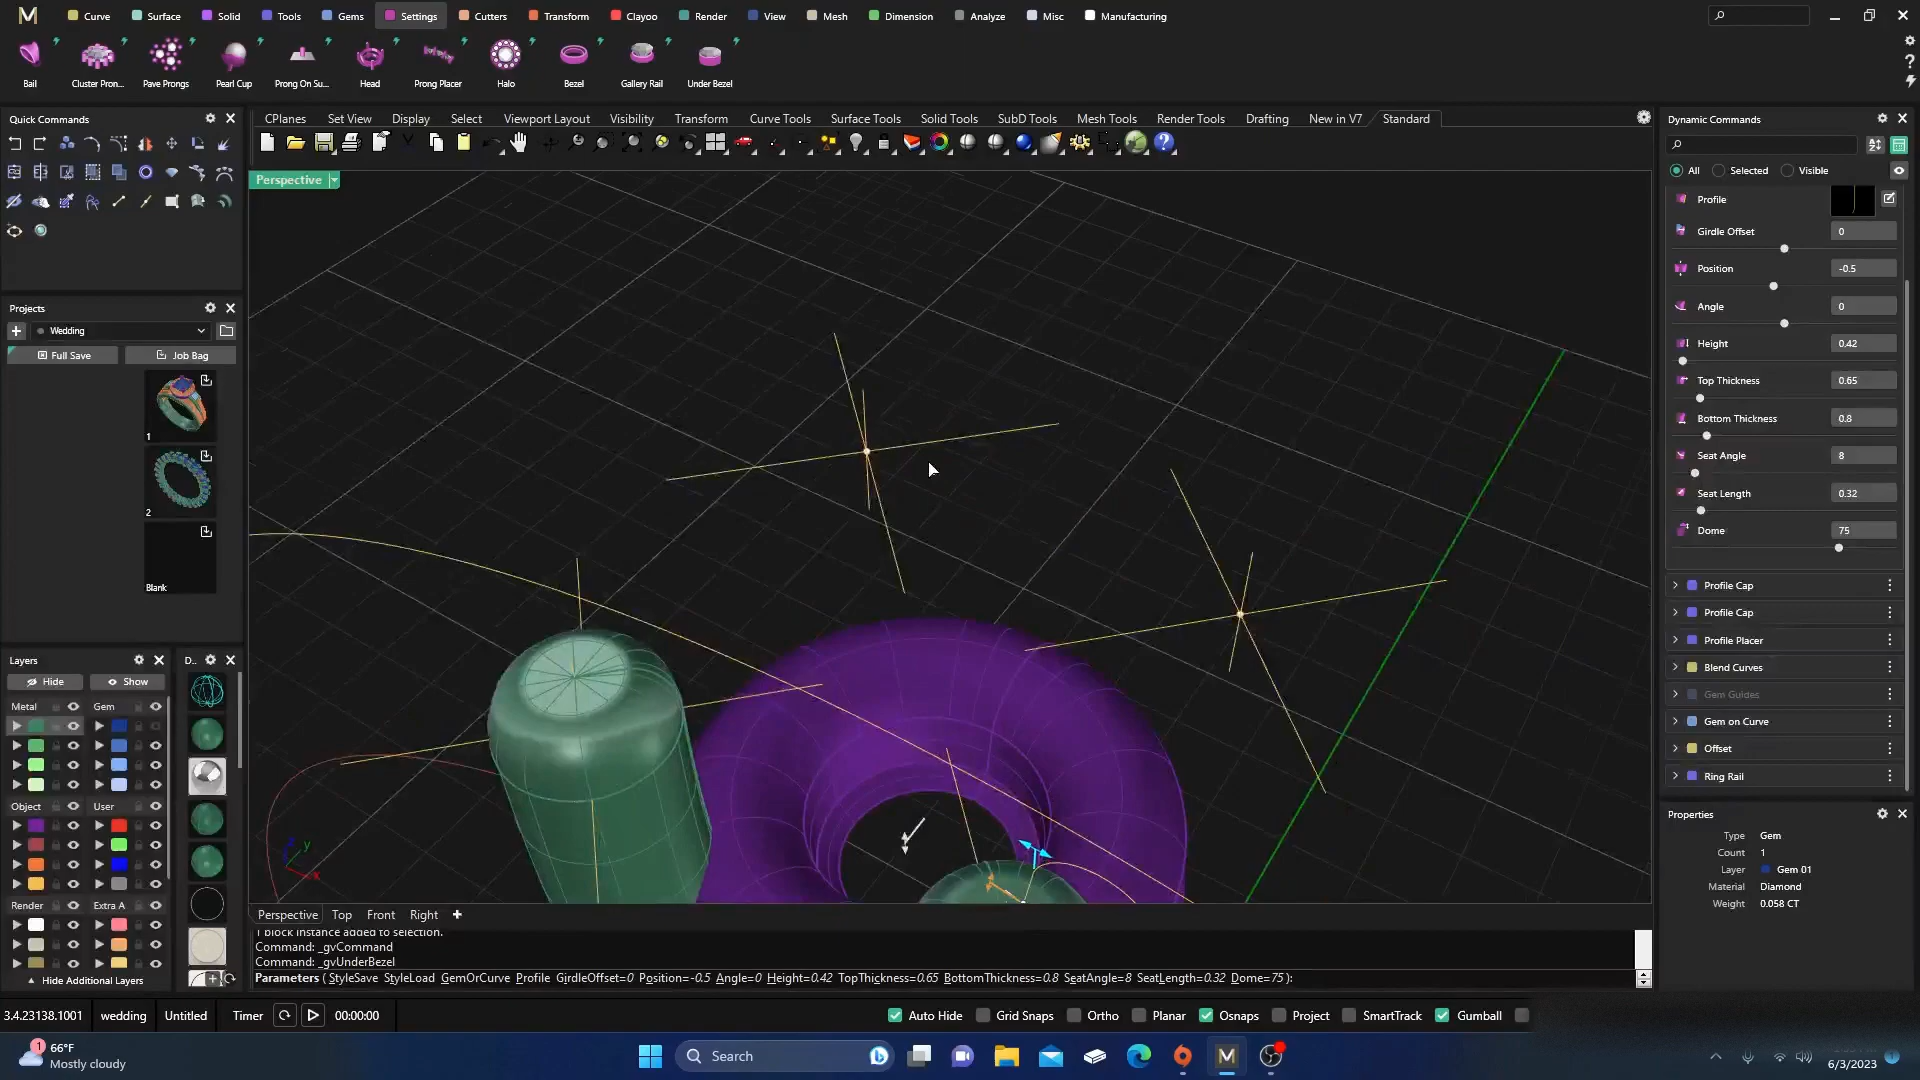 Curve Surface Solid Tools Gems Settings Cutters Transform Clayoo Render View Mesh Dimension Analyze Misc Manufacturing
Bail Cluster Pron... Pave Prongs Pearl Cup Prong On Su... Head Prong Placer Halo Bezel Gallery Rail Under Bezel
Quick Commands
CPlanes Set View Display Select Viewport Layout Visibility Transform Curve Tools Surface Tools Solid Tools SubD Tools Mesh Tools Render Tools Drafting New in V7 Standard
Perspective
Projects
Wedding
Full Save Job Bag
1
2
Blank
Layers D..
Hide Show
Metal Gem
Object User
Render Extra A
Hide Additional Layers
Dynamic Commands
All Selected Visible
Profile
Girdle Offset 0
Position -0.5
Angle 0
Height 0.42
Top Thickness 0.65
Bottom Thickness 0.8
Seat Angle 8
Seat Length 0.32
Dome 75
Profile Cap
Profile Cap
Profile Placer
Blend Curves
Gem Guides
Gem on Curve
Offset
Ring Rail
Properties
Type Gem
Count 1
Layer Gem 01
Material Diamond
Weight 0.058 CT
y
x
Perspective Top Front Right
1 block instance added to selection.
Command: _gvCommand
Command: _gvUnderBezel
Parameters ( StyleSave StyleLoad GemOrCurve Profile GirdleOffset=0 Position=-0.5 Angle=0 Height=0.42 TopThickness=0.65 BottomThickness=0.8 SeatAngle=8 SeatLength=0.32 Dome=75):
3.4.23138.1001 wedding Untitled Timer 00:00:00 Auto Hide Grid Snaps Ortho Planar Osnaps Project SmartTrack Gumball
1
66°F
Mostly cloudy
Search
6/3/2023